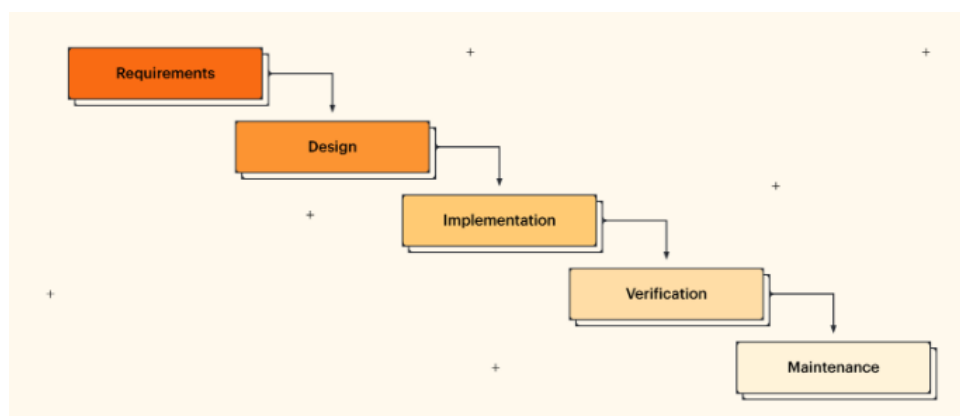 Requirements
Design
Implementation
Verification
Maintenance